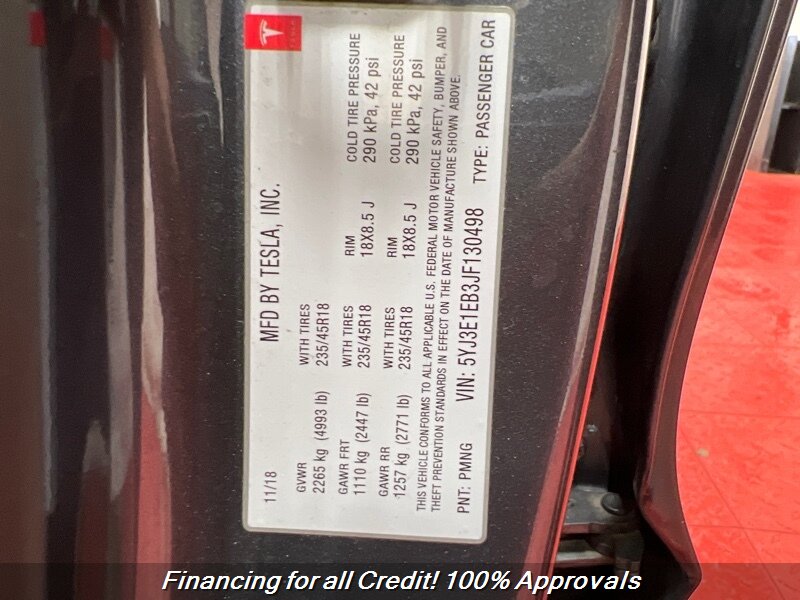 TESLA
MFD BY TESLA, INC.
11/18
GVWR WITH TIRES RIM COLD TIRE PRESSURE
2265 kg (4993 lb) 235/45R18
GAWR FRT WITH TIRES
1110 kg (2447 lb) 235/45R18 18X8.5 J 290 kPa, 42 psi
GAWR RR WITH TIRES RIM COLD TIRE PRESSURE
1257 kg (2771 lb) 235/45R18 18X8.5 J 290 kPa, 42 psi
THIS VEHICLE CONFORMS TO ALL APPLICABLE U.S. FEDERAL MOTOR VEHICLE SAFETY, BUMPER, AND
THEFT PREVENTION STANDARDS IN EFFECT ON THE DATE OF MANUFACTURE SHOWN ABOVE.
PNT: PMNG VIN: 5YJ3E1EB3JF130498 TYPE: PASSENGER CAR
Financing for all Credit! 100% Approvals